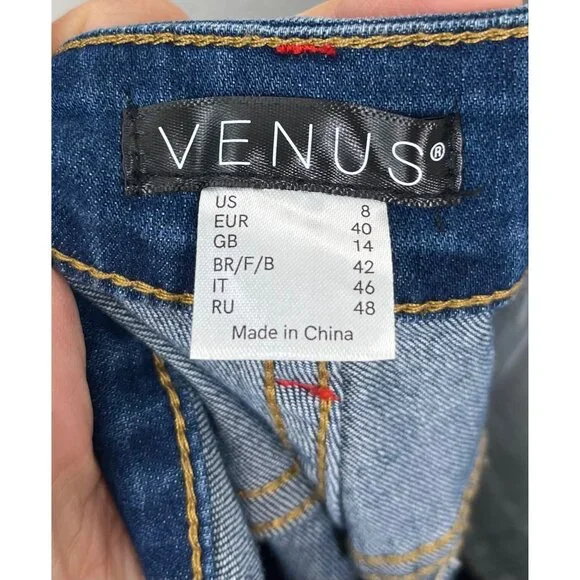 VENUS®
US 8
EUR 40
GB 14
BR/F/B 42
IT 46
RU 48
Made in China